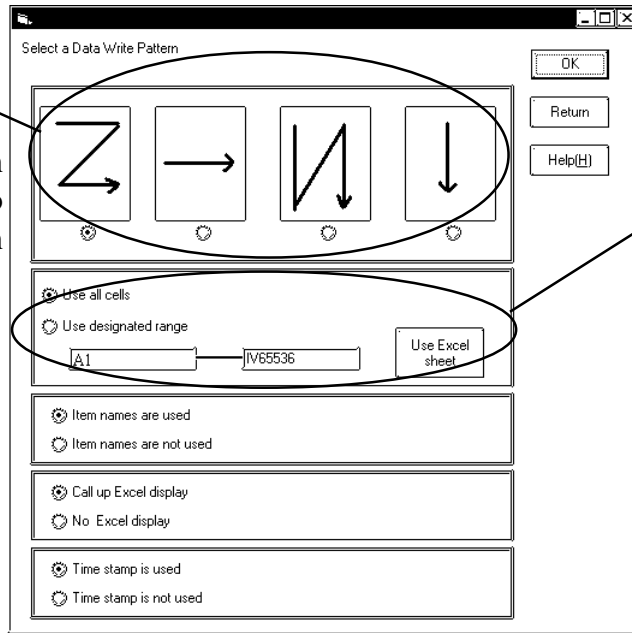 Select a Data Write Pattern
OK
Return
Help(H)
Use all cells
Use designated range
A1
IV65536
Use Excel
sheet
Item names are used
Item names are not used
Call up Excel display
No Excel display
Time stamp is used
Time stamp is not used